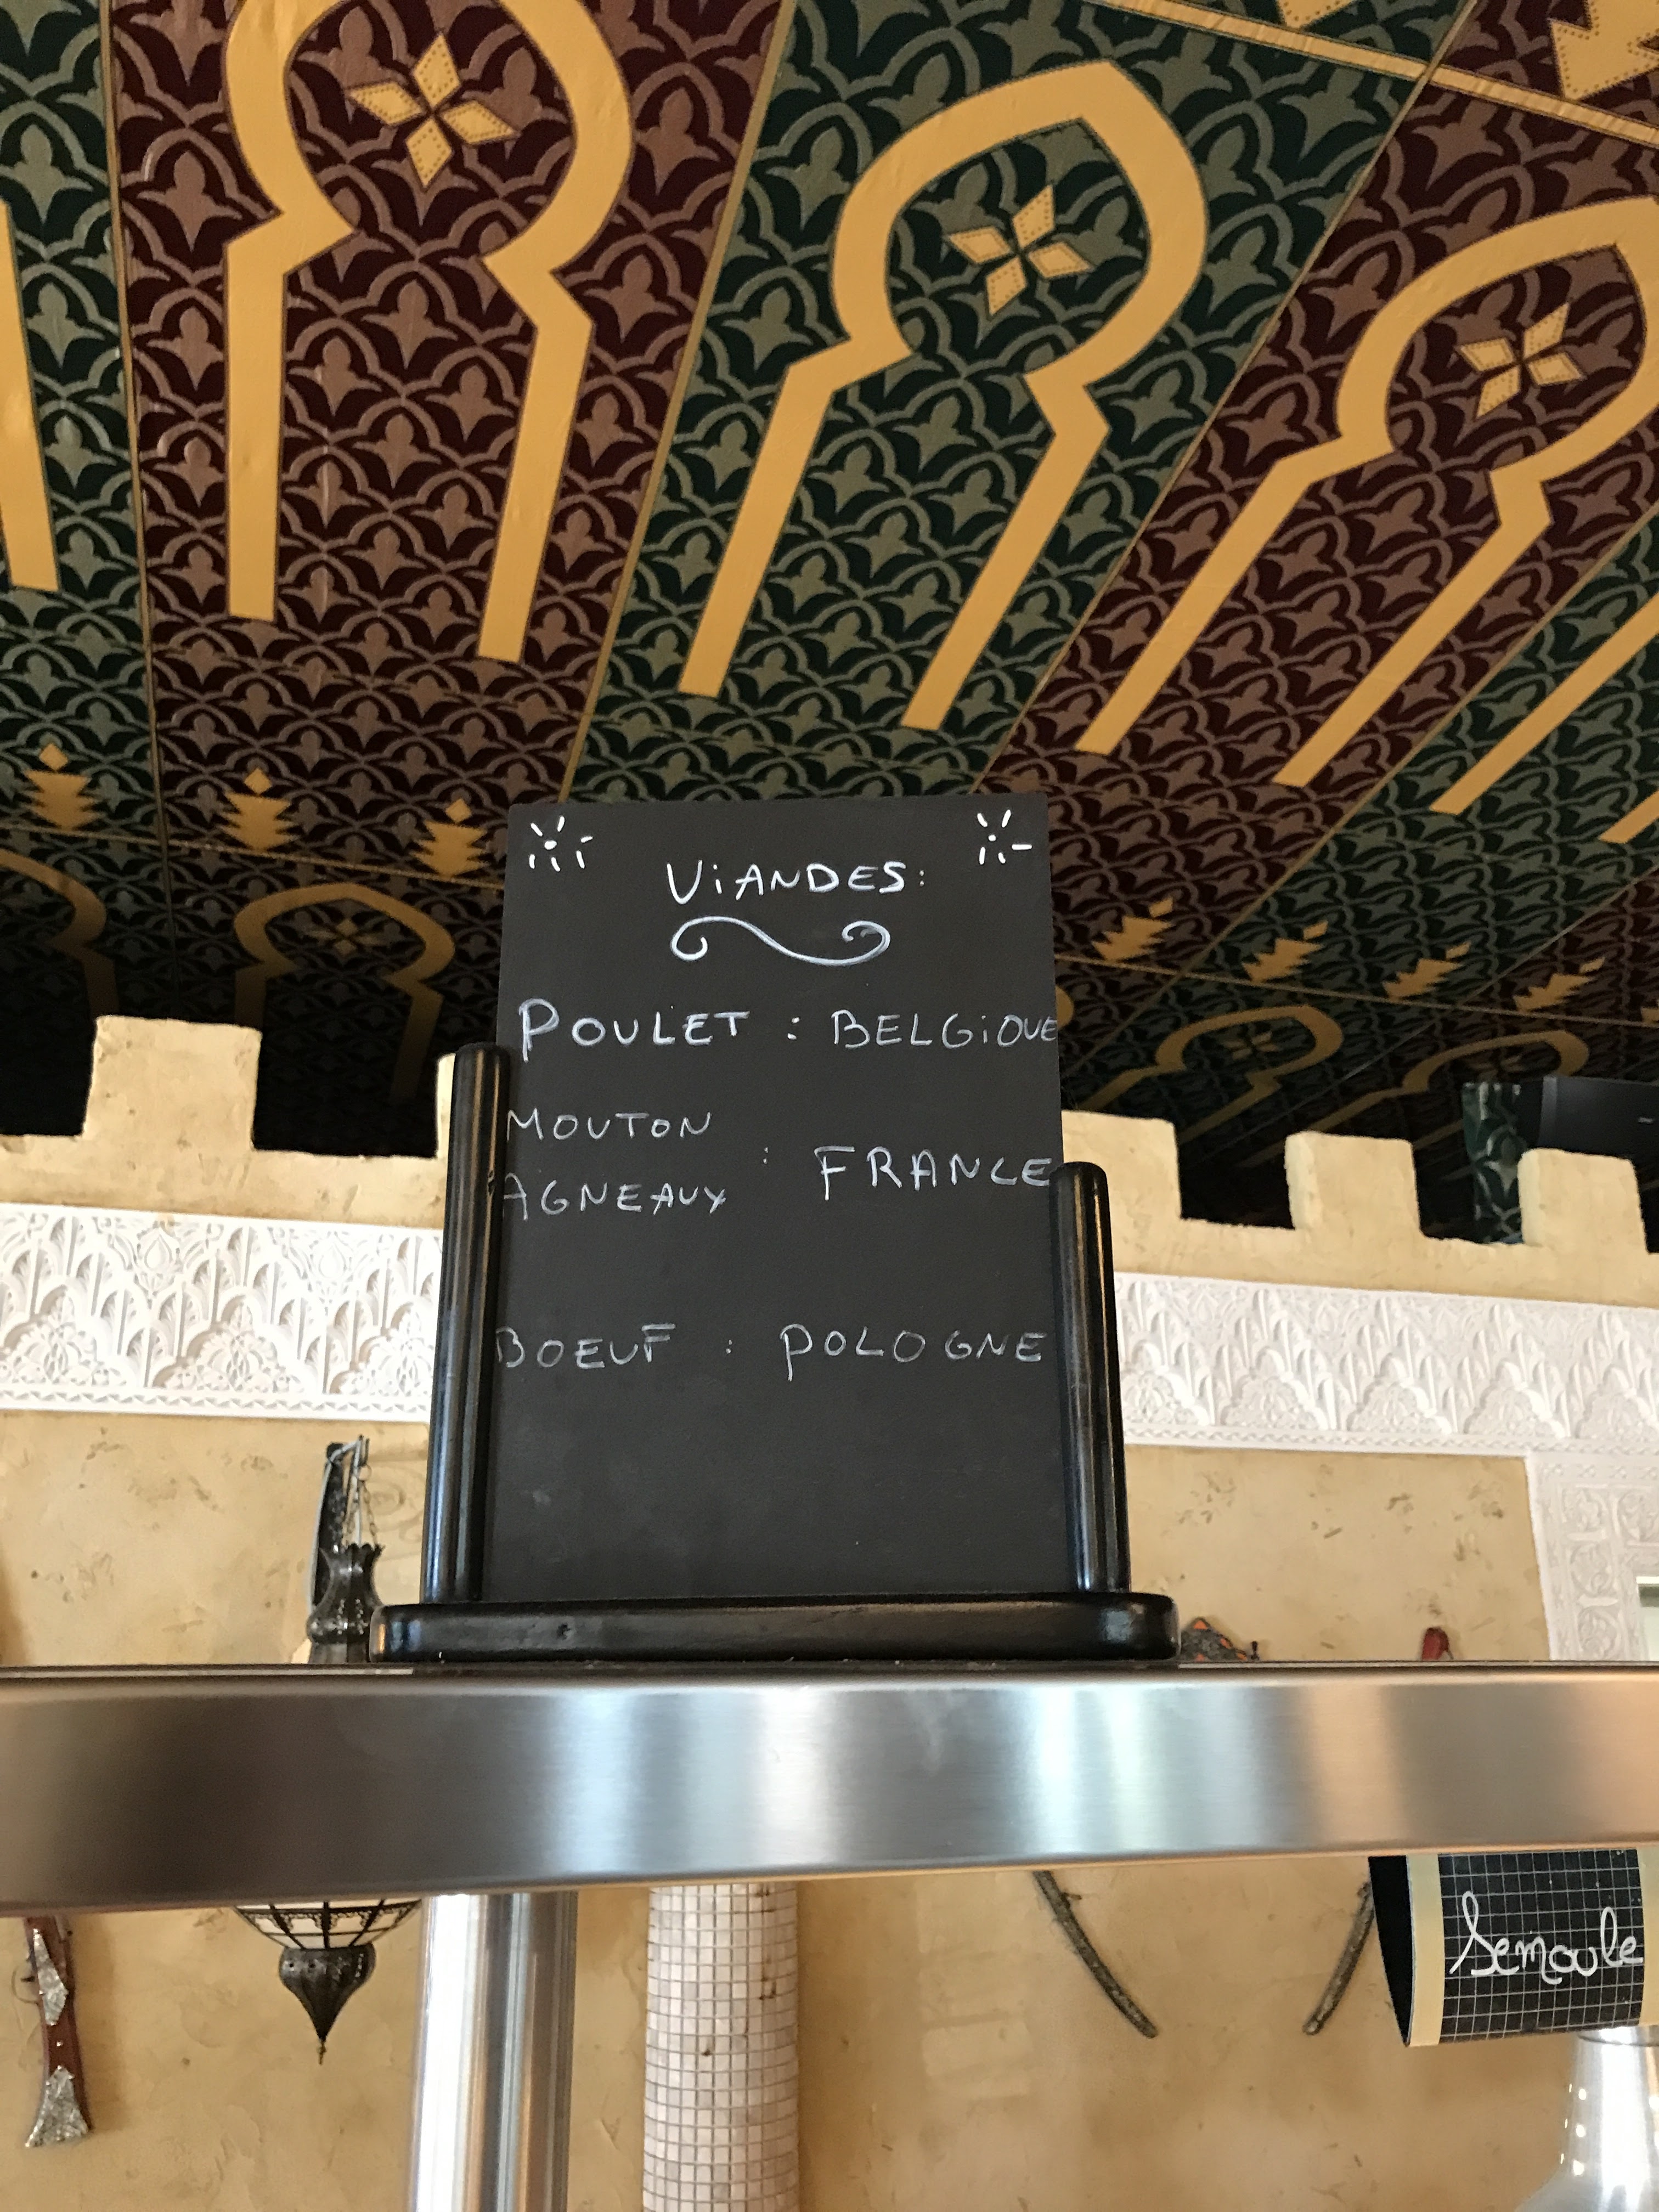 ViANDES:
POULET : BELGiQUE
MOUTON
AGNEAUX : FRANCE
BOEUF : POLOGNE
Semoule